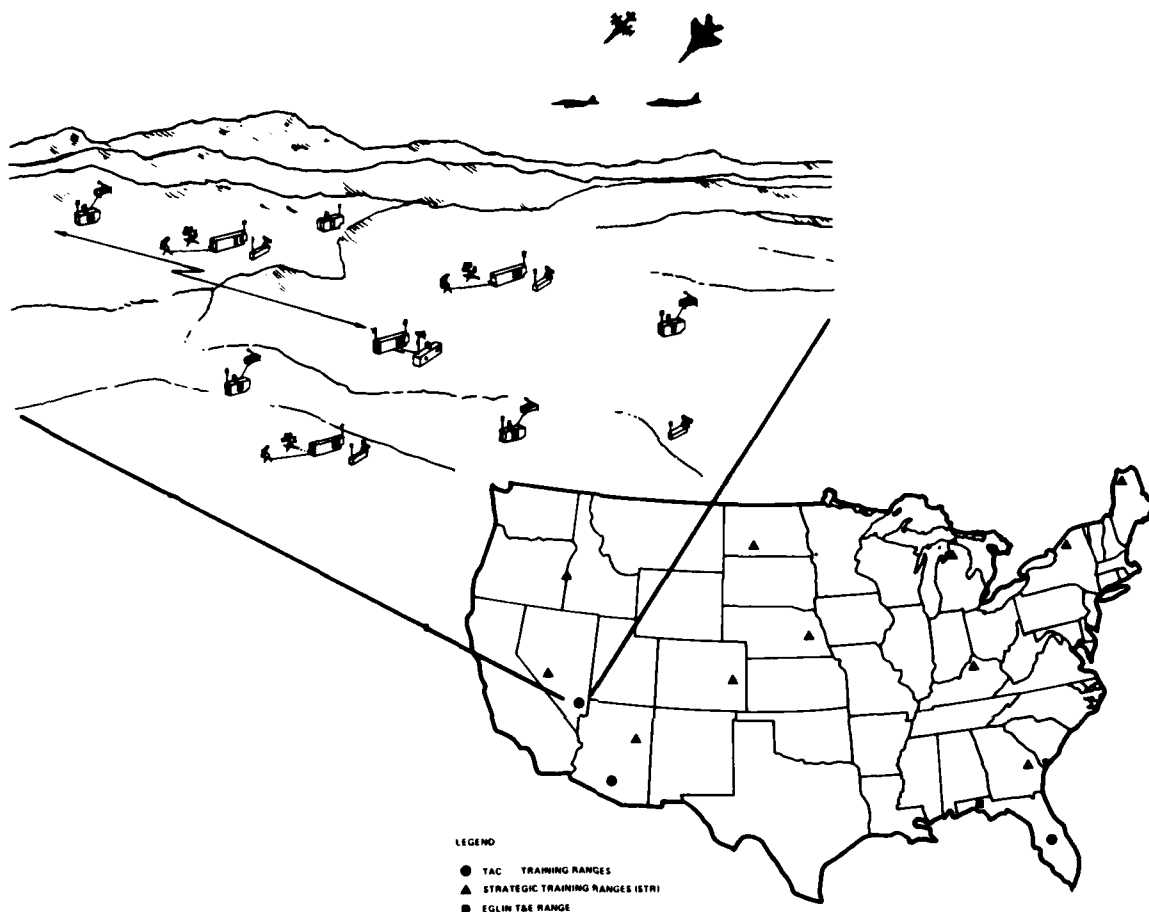 LEGEND
TAC TRAINING RANGES
STRATEGIC TRAINING RANGES (STR)
EGLIN T&E RANGE